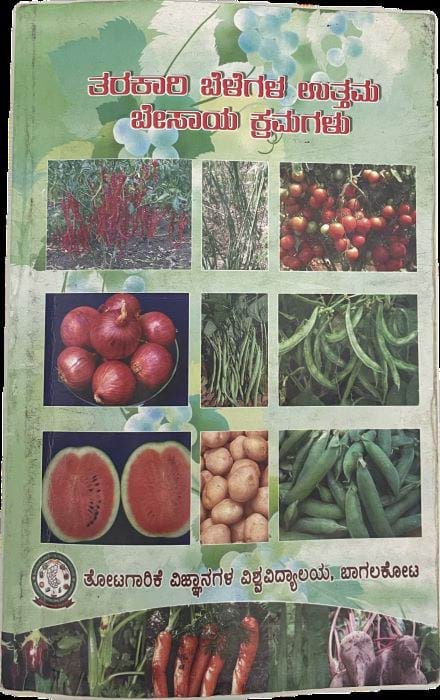 ತರಕಾರಿ ಬೆಳೆಗಳ ಉತ್ತಮ
ಬೇಸಾಯ ಕ್ರಮಗಳು
ತೋಟಗಾರಿಕೆ ವಿಜ್ಞಾನಗಳ ವಿಶ್ವವಿದ್ಯಾಲಯ, ಬಾಗಲಕೋಟ